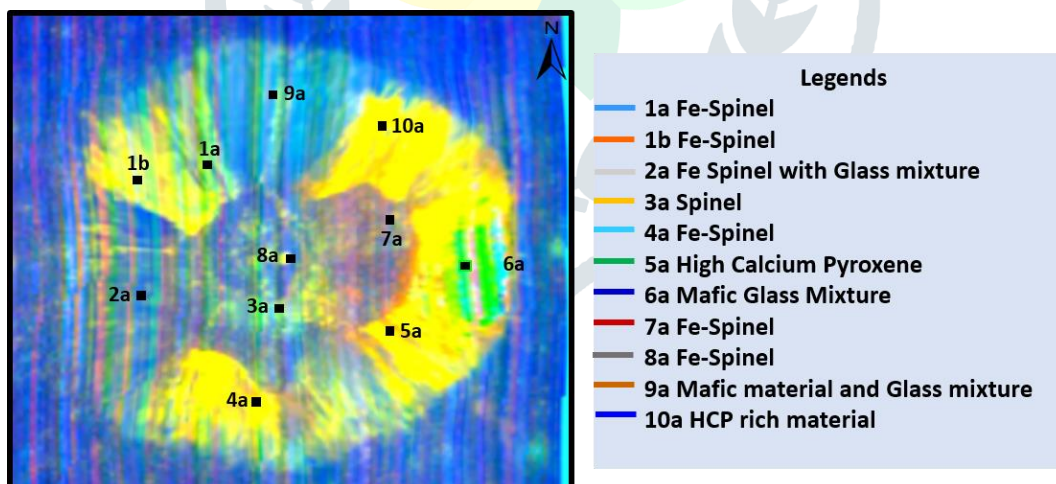 N
9a
10a
1a
1b
7a
8a
6a
2a
3a
5a
4a
Legends
1a Fe-Spinel
1b Fe-Spinel
2a Fe Spinel with Glass mixture
3a Spinel
4a Fe-Spinel
5a High Calcium Pyroxene
6a Mafic Glass Mixture
7a Fe-Spinel
8a Fe-Spinel
9a Mafic material and Glass mixture
10a HCP rich material